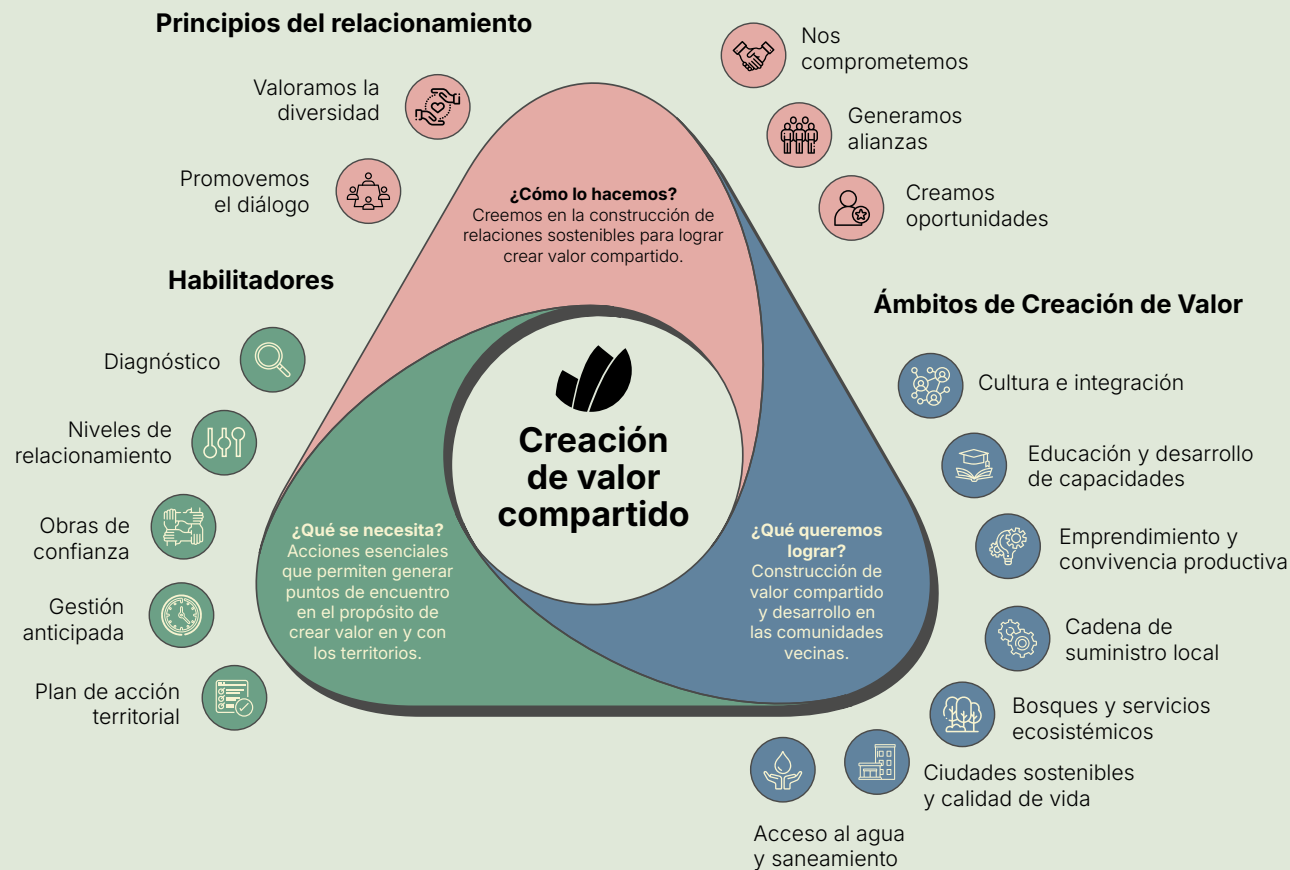 Principios del relacionamiento
Valoramos la
diversidad
Promovemos
el diálogo
Nos
comprometemos
Generamos
alianzas
Creamos
oportunidades
¿Cómo lo hacemos?
Creemos en la construcción de
relaciones sostenibles para lograr
crear valor compartido.
Habilitadores
Diagnóstico
Niveles de
relacionamiento
Obras de
confianza
Gestión
anticipada
Plan de acción
territorial
¿Qué se necesita?
Acciones esenciales
que permiten generar
puntos de encuentro
en el propósito de
crear valor en y con
los territorios.
Creación
de valor
compartido
¿Qué queremos
lograr?
Construcción de
valor compartido
y desarrollo en
las comunidades
vecinas.
Ámbitos de Creación de Valor
Cultura e integración
Educación y desarrollo
de capacidades
Emprendimiento y
convivencia productiva
Cadena de
suministro local
Bosques y servicios
ecosistémicos
Ciudades sostenibles
y calidad de vida
Acceso al agua
y saneamiento